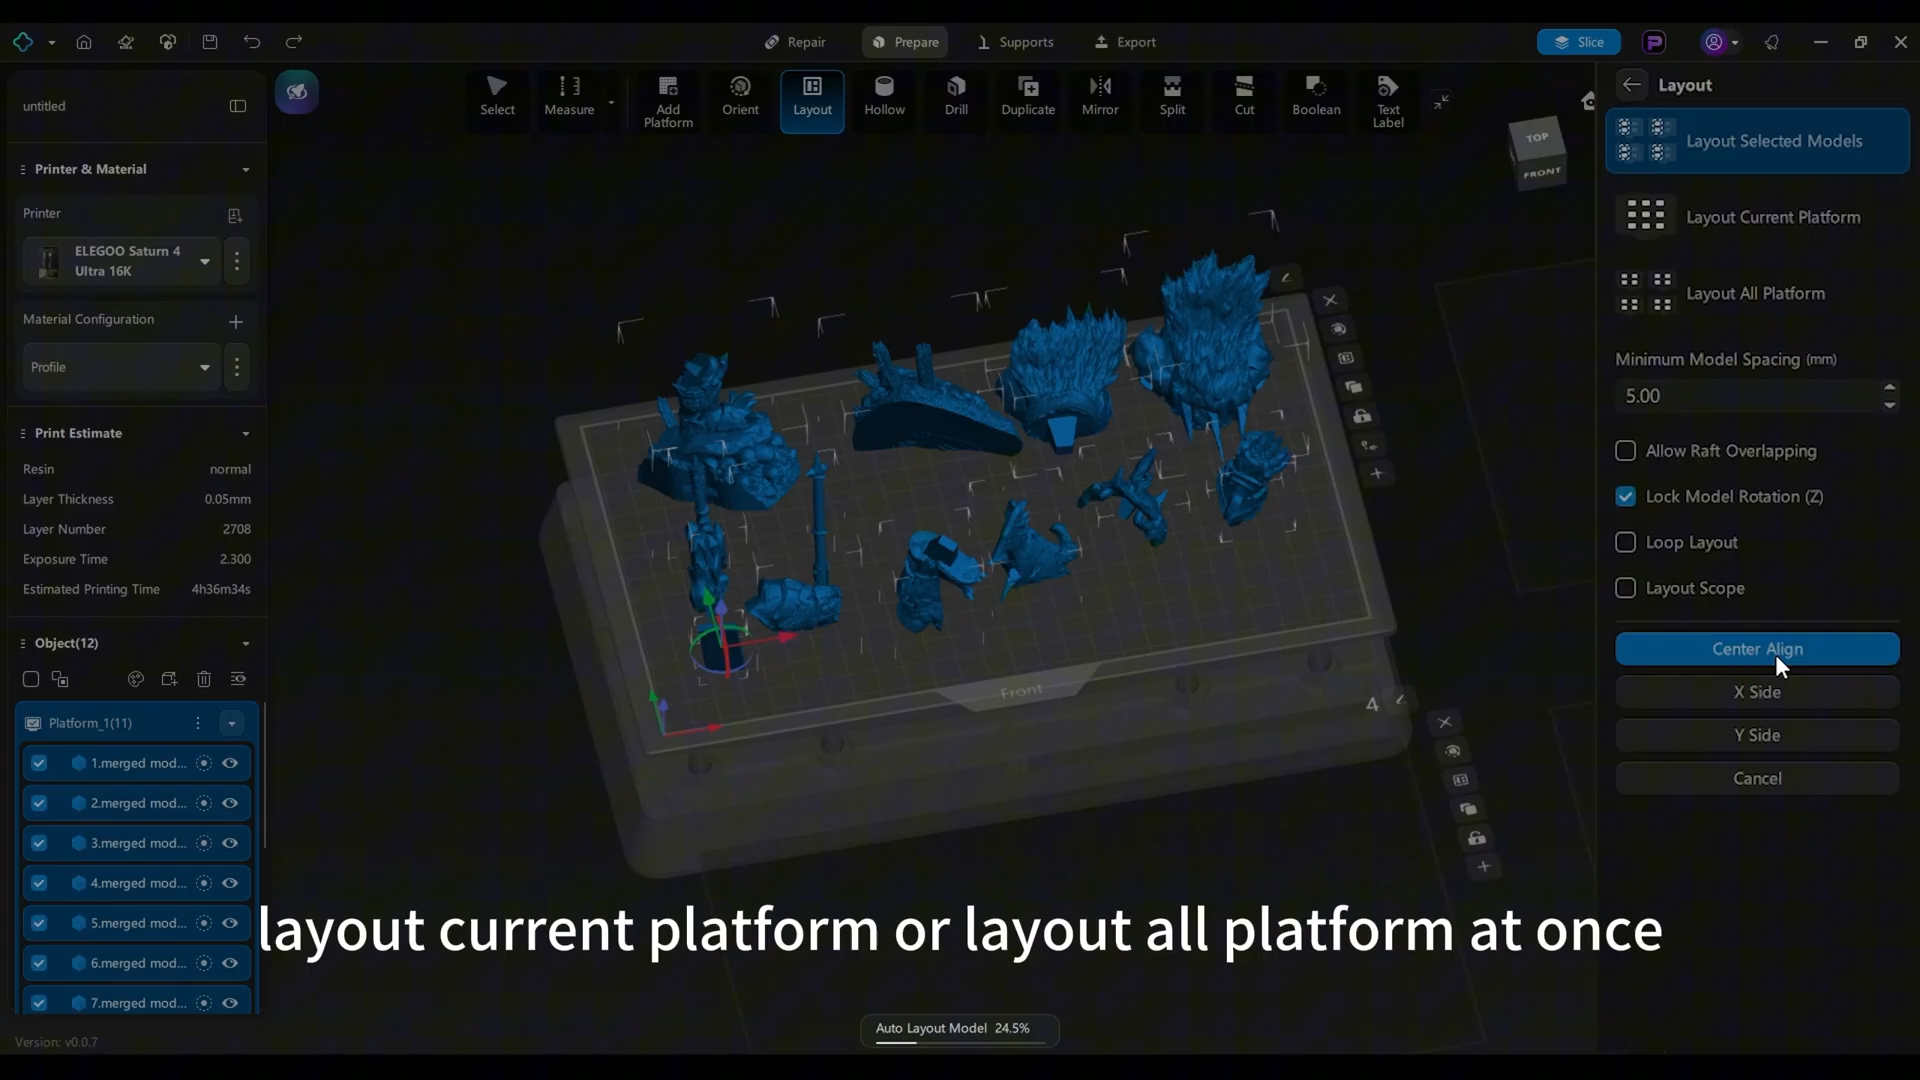 Repair
Prepare
Supports
Export
Slice
untitled
Select
Measure
Add
Platform
Orient
Layout
Hollow
Drill
Duplicate
Mirror
Split
Cut
Boolean
Text
Label
TOP
FRONT
Layout
Layout Selected Models
Layout Current Platform
Layout All Platform
Minimum Model Spacing (mm)
5.00
Allow Raft Overlapping
Lock Model Rotation (Z)
Loop Layout
Layout Scope
Center Align
X Side
Y Side
Cancel
Printer & Material
Printer
ELEGOO Saturn 4
Ultra 16K
Material Configuration
Profile
Print Estimate
Resin normal
Layer Thickness 0.05mm
Layer Number 2708
Exposure Time 2.300
Estimated Printing Time 4h36m34s
Object(12)
Platform_1(11)
1.merged mod...
2.merged mod...
3.merged mod...
4.merged mod...
5.merged mod...
6.merged mod...
7.merged mod...
Front
4
layout current platform or layout all platform at once
Auto Layout Model 24.5%
Version: v0.0.7